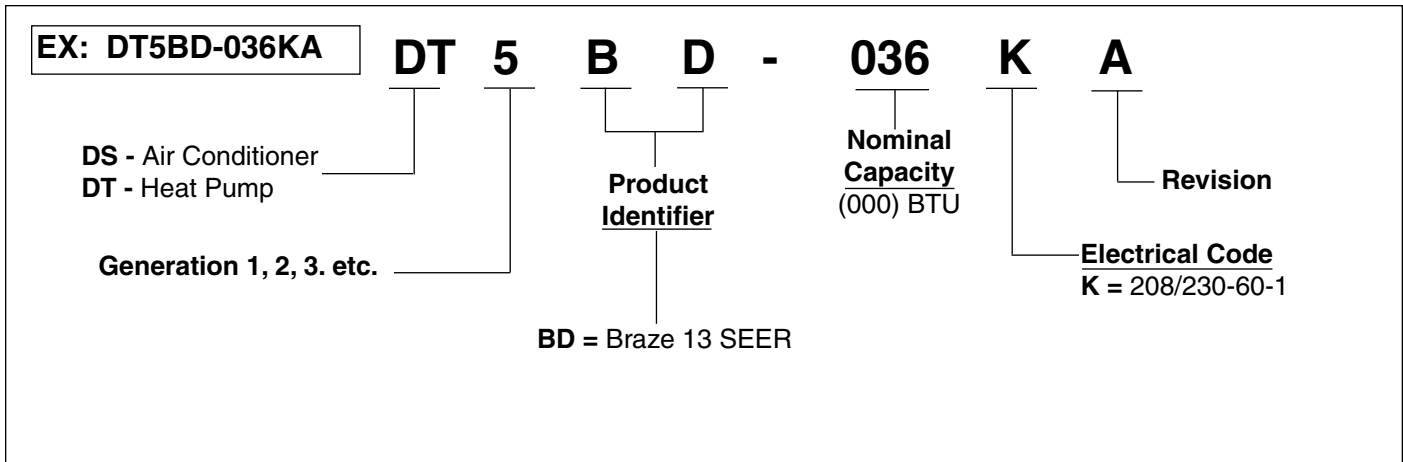 EX: DT5BD-036KA
DT 5 B D - 036 K A
DS - Air Conditioner
DT - Heat Pump
Generation 1, 2, 3. etc.
Product
Identifier
BD = Braze 13 SEER
Nominal
Capacity
(000) BTU
Revision
Electrical Code
K = 208/230-60-1